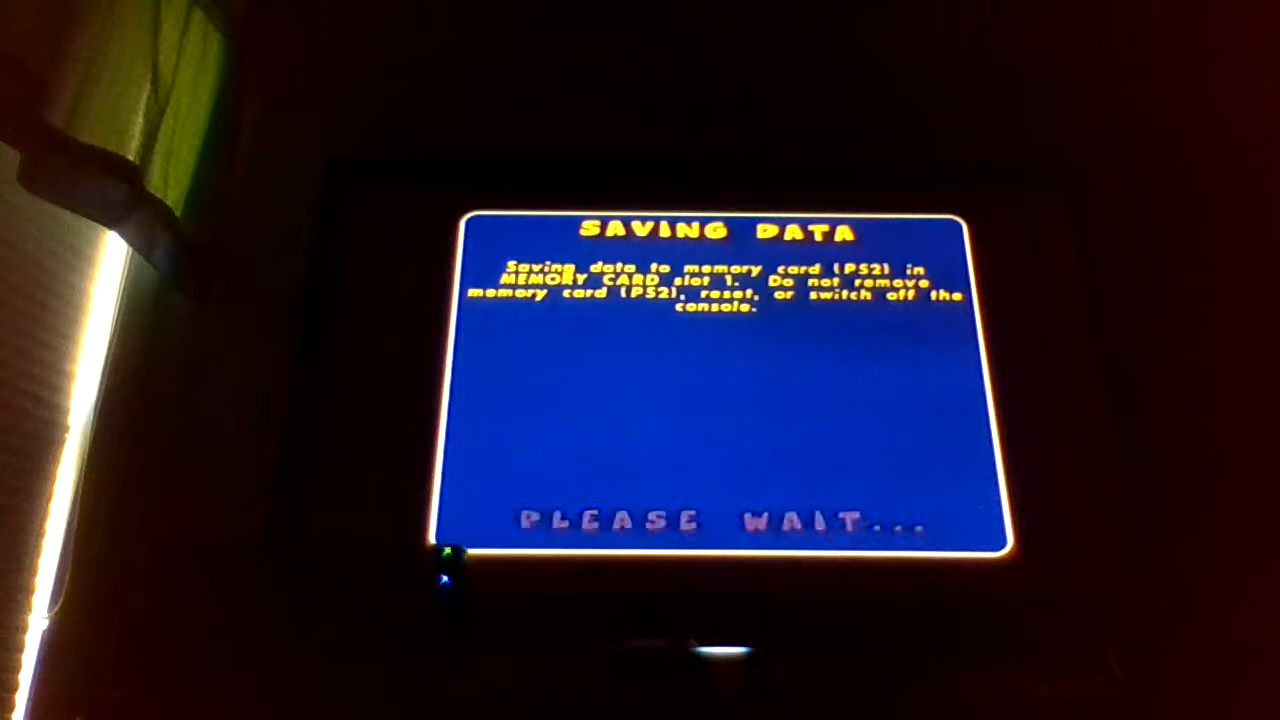 SAVING DATA
Saving data to memory card (PS2) in
MEMORY CARD slot 1. Do not remove
memory card (PS2), reset, or switch off the
console.
PLEASE WAIT...